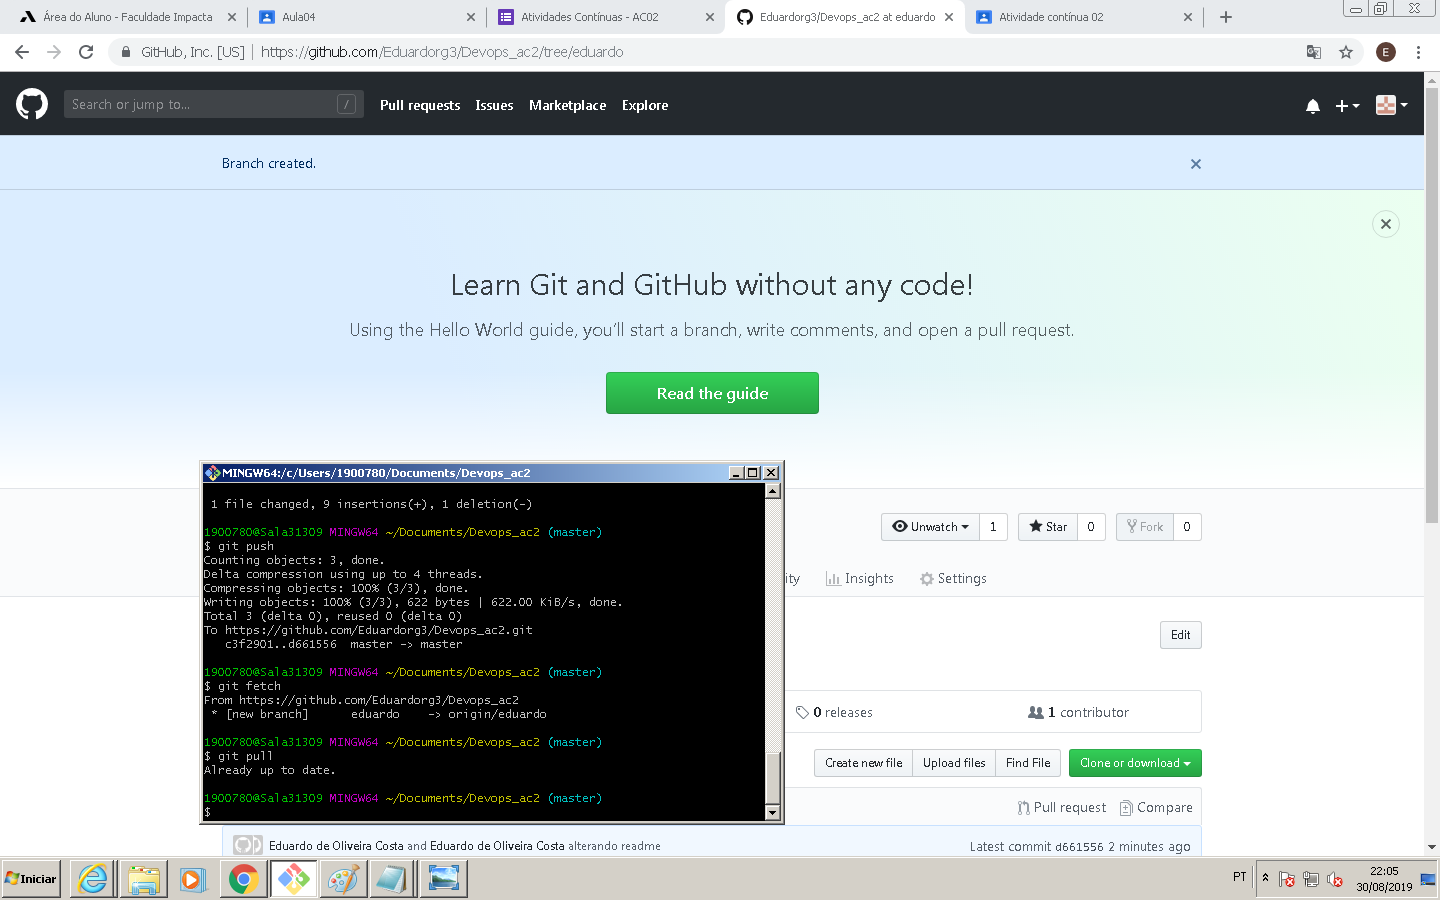 Área do Aluno - Faculdade Impacta
Aula04
Atividades Contínuas - AC02
Eduardorg3/Devops_ac2 at eduardo
Atividade contínua 02
GitHub, Inc. [US] | https://github.com/Eduardorg3/Devops_ac2/tree/eduardo
E
Search or jump to... /
Pull requests Issues Marketplace Explore
Branch created.
Learn Git and GitHub without any code!
Using the Hello World guide, you'll start a branch, write comments, and open a pull request.
Read the guide
MINGW64:/c/Users/1900780/Documents/Devops_ac2
1 file changed, 9 insertions(+), 1 deletion(-)
1900780@Sala31309 MINGW64 ~/Documents/Devops_ac2 (master)
$ git push
Counting objects: 3, done.
Delta compression using up to 4 threads.
Compressing objects: 100% (3/3), done.
Writing objects: 100% (3/3), 622 bytes | 622.00 KiB/s, done.
Total 3 (delta 0), reused 0 (delta 0)
To https://github.com/Eduardorg3/Devops_ac2.git
c3f2901..d661556 master -> master
1900780@Sala31309 MINGW64 ~/Documents/Devops_ac2 (master)
$ git fetch
From https://github.com/Eduardorg3/Devops_ac2
* [new branch] eduardo -> origin/eduardo
1900780@Sala31309 MINGW64 ~/Documents/Devops_ac2 (master)
$ git pull
Already up to date.
1900780@Sala31309 MINGW64 ~/Documents/Devops_ac2 (master)
$
Unwatch 1 Star 0 Fork 0
ity Insights Settings
Edit
0 releases 1 contributor
Create new file Upload files Find File Clone or download
Pull request Compare
Eduardo de Oliveira Costa and Eduardo de Oliveira Costa alterando readme Latest commit d661556 2 minutes ago
Iniciar
PT
22:05
30/08/2019